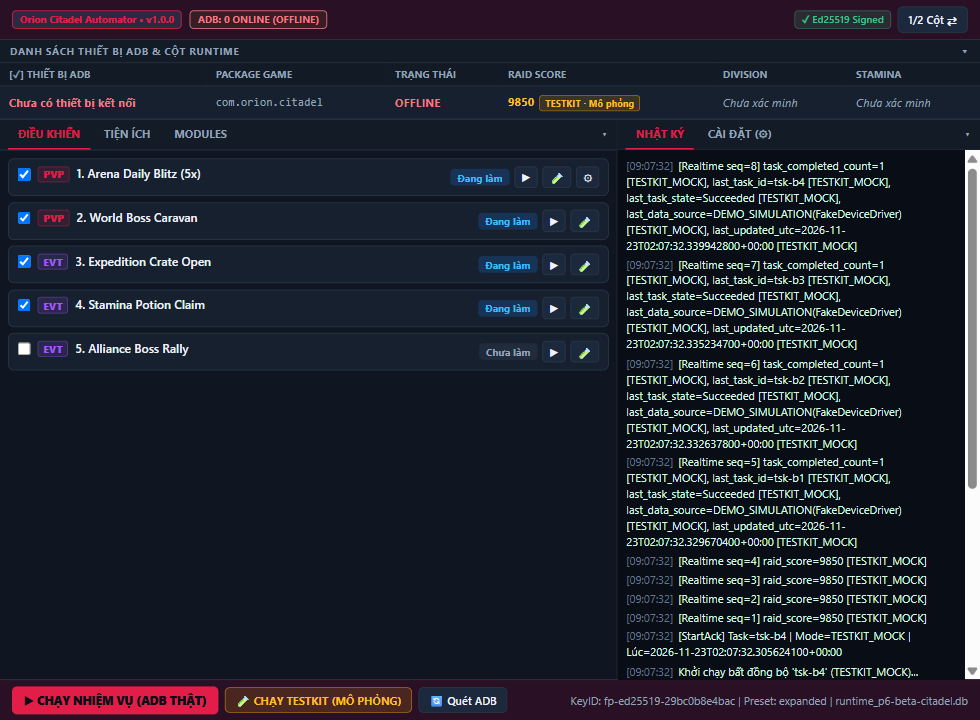 Orion Citadel Automator • v1.0.0
ADB: 0 ONLINE (OFFLINE)
✓ Ed25519 Signed
1/2 Cột ⇄
DANH SÁCH THIẾT BỊ ADB & CỘT RUNTIME
[✓] THIẾT BỊ ADB PACKAGE GAME TRẠNG THÁI RAID SCORE DIVISION STAMINA
Chưa có thiết bị kết nối com.orion.citadel OFFLINE 9850 TESTKIT · Mô phỏng Chưa xác minh Chưa xác minh
ĐIỀU KHIỂN TIỆN ÍCH MODULES
PVP 1. Arena Daily Blitz (5x) Đang làm
PVP 2. World Boss Caravan Đang làm
EVT 3. Expedition Crate Open Đang làm
EVT 4. Stamina Potion Claim Đang làm
EVT 5. Alliance Boss Rally Chưa làm
NHẬT KÝ CÀI ĐẶT (⚙)
[09:07:32] [Realtime seq=8] task_completed_count=1
[TESTKIT_MOCK], last_task_id=tsk-b4 [TESTKIT_MOCK],
last_task_state=Succeeded [TESTKIT_MOCK],
last_data_source=DEMO_SIMULATION(FakeDeviceDriver)
[TESTKIT_MOCK], last_updated_utc=2026-11-
23T02:07:32.339942800+00:00 [TESTKIT_MOCK]
[09:07:32] [Realtime seq=7] task_completed_count=1
[TESTKIT_MOCK], last_task_id=tsk-b3 [TESTKIT_MOCK],
last_task_state=Succeeded [TESTKIT_MOCK],
last_data_source=DEMO_SIMULATION(FakeDeviceDriver)
[TESTKIT_MOCK], last_updated_utc=2026-11-
23T02:07:32.335234700+00:00 [TESTKIT_MOCK]
[09:07:32] [Realtime seq=6] task_completed_count=1
[TESTKIT_MOCK], last_task_id=tsk-b2 [TESTKIT_MOCK],
last_task_state=Succeeded [TESTKIT_MOCK],
last_data_source=DEMO_SIMULATION(FakeDeviceDriver)
[TESTKIT_MOCK], last_updated_utc=2026-11-
23T02:07:32.332637800+00:00 [TESTKIT_MOCK]
[09:07:32] [Realtime seq=5] task_completed_count=1
[TESTKIT_MOCK], last_task_id=tsk-b1 [TESTKIT_MOCK],
last_task_state=Succeeded [TESTKIT_MOCK],
last_data_source=DEMO_SIMULATION(FakeDeviceDriver)
[TESTKIT_MOCK], last_updated_utc=2026-11-
23T02:07:32.329670400+00:00 [TESTKIT_MOCK]
[09:07:32] [Realtime seq=4] raid_score=9850 [TESTKIT_MOCK]
[09:07:32] [Realtime seq=3] raid_score=9850 [TESTKIT_MOCK]
[09:07:32] [Realtime seq=2] raid_score=9850 [TESTKIT_MOCK]
[09:07:32] [Realtime seq=1] raid_score=9850 [TESTKIT_MOCK]
[09:07:32] [StartAck] Task=tsk-b4 | Mode=TESTKIT_MOCK |
Lúc=2026-11-23T02:07:32.305624100+00:00
[09:07:32] Khởi chạy bất đồng bộ 'tsk-b4' (TESTKIT_MOCK)...
▶ CHẠY NHIỆM VỤ (ADB THẬT)
CHẠY TESTKIT (MÔ PHỎNG)
Quét ADB
KeyID: fp-ed25519-29bc0b8e4bac | Preset: expanded | runtime_p6-beta-citadel.db